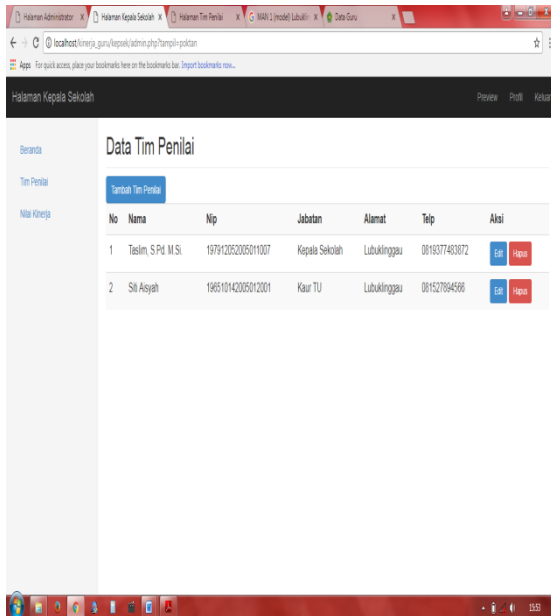 Halaman Administrator x Halaman Kepala Sekolah x Halaman Tim Penilai x MAN 1 (model) Lubuklin x Data Guru x
localhost/kinerja_guru/kepsek/admin.php?tampil=poktan
Apps For quick access, place your bookmarks here on the bookmarks bar. Import bookmarks now...
Halaman Kepala Sekolah Preview Profil Keluar
Beranda
Tim Penilai
Nilai Kinerja
Data Tim Penilai
Tambah Tim Penilai
No Nama Nip Jabatan Alamat Telp Aksi
1 Taslim, S.Pd. M.Si. 197912052005011007 Kepala Sekolah Lubuklinggau 0819377483872 Edit Hapus
2 Siti Aisyah 196510142005012001 Kaur TU Lubuklinggau 081527894566 Edit Hapus
15:53